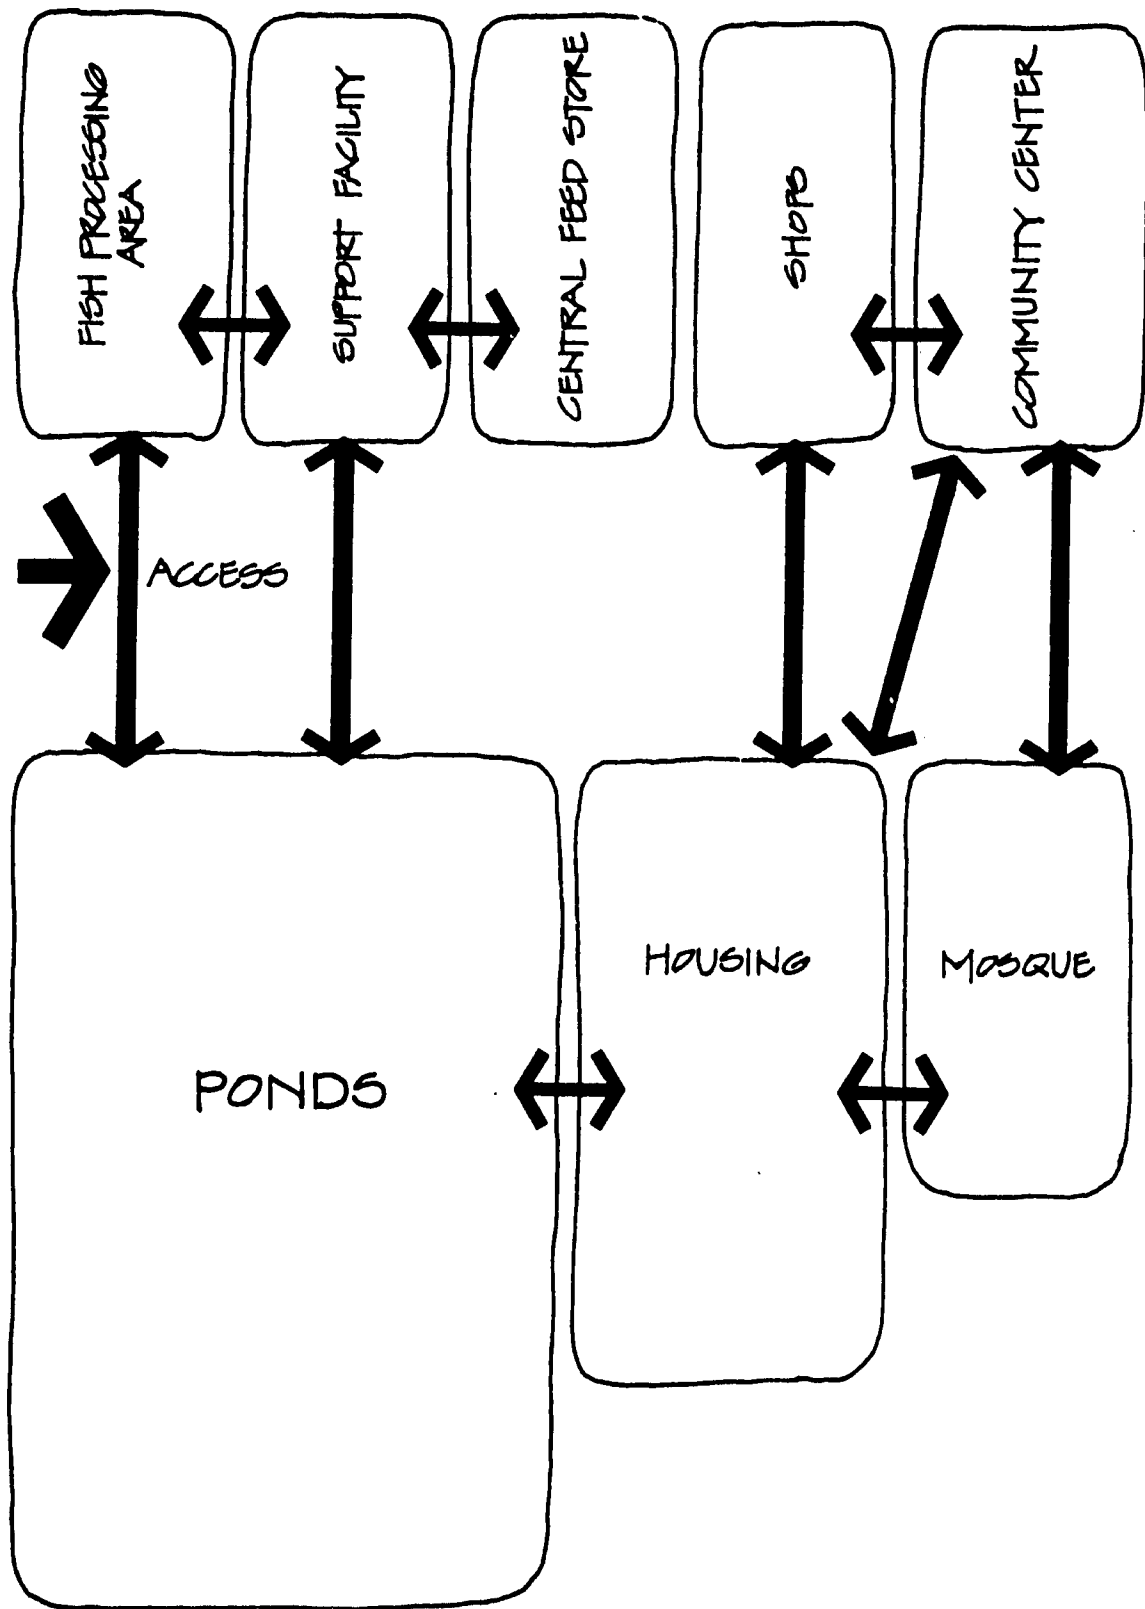 FISH PROCESSING
AREA
SUPPORT FACILITY
CENTRAL FEED STORE
SHOPS
COMMUNITY CENTER
ACCESS
HOUSING
MOSQUE
PONDS